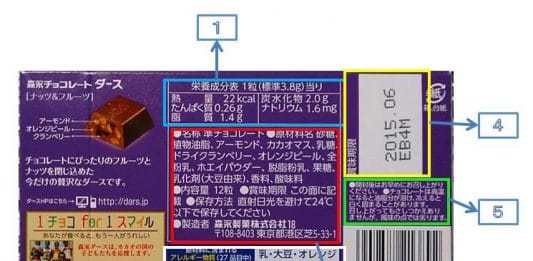 1
森永チョコレート ダース
[ナッツ&フルーツ]
アーモンド
オレンジピール
クランベリー
チョコレートにぴったりのフルーツと
ナッツを閉じ込めた
今だけの贅沢なダースです。
ダースHPはこちら▶ http://dars.jp
1チョコ for 1スマイル
あなたが食べると、もう一人がうれしい。
森永ダースは、カカオの国の
子どもたちを応援します。
栄養成分表 1粒(標準3.8g)当り
熱 量 22kcal 炭水化物 2.0g
たんぱく質 0.26g ナトリウム 1.6mg
脂 質 1.4g
●名称 準チョコレート ●原材料名 砂糖、
植物油脂、アーモンド、カカオマス、乳糖、
ドライクランベリー、オレンジピール、全
粉乳、ホエイパウダー、脱脂粉乳、果糖、
乳化剤(大豆由来)、香料、酸味料
●内容量 12粒 ●賞味期限 この面に記
載 ●保存方法 直射日光を避けて24℃
以下で保存してください
●製造者 森永製菓株式会社18
〒108-8403 東京都港区芝5-33-1
アレルギー物質(27品目中) 乳・大豆・オレンジ
賞味期限
2015.06
EB4M
紙
4
●開封後はお早めにお召し上がり
ください。●チョコレートは高温
になると油脂分が溶け、冷えると
白く固まることがあります。
召し上がってもさしつかえあり
ませんが、風味の点では劣ります。
5